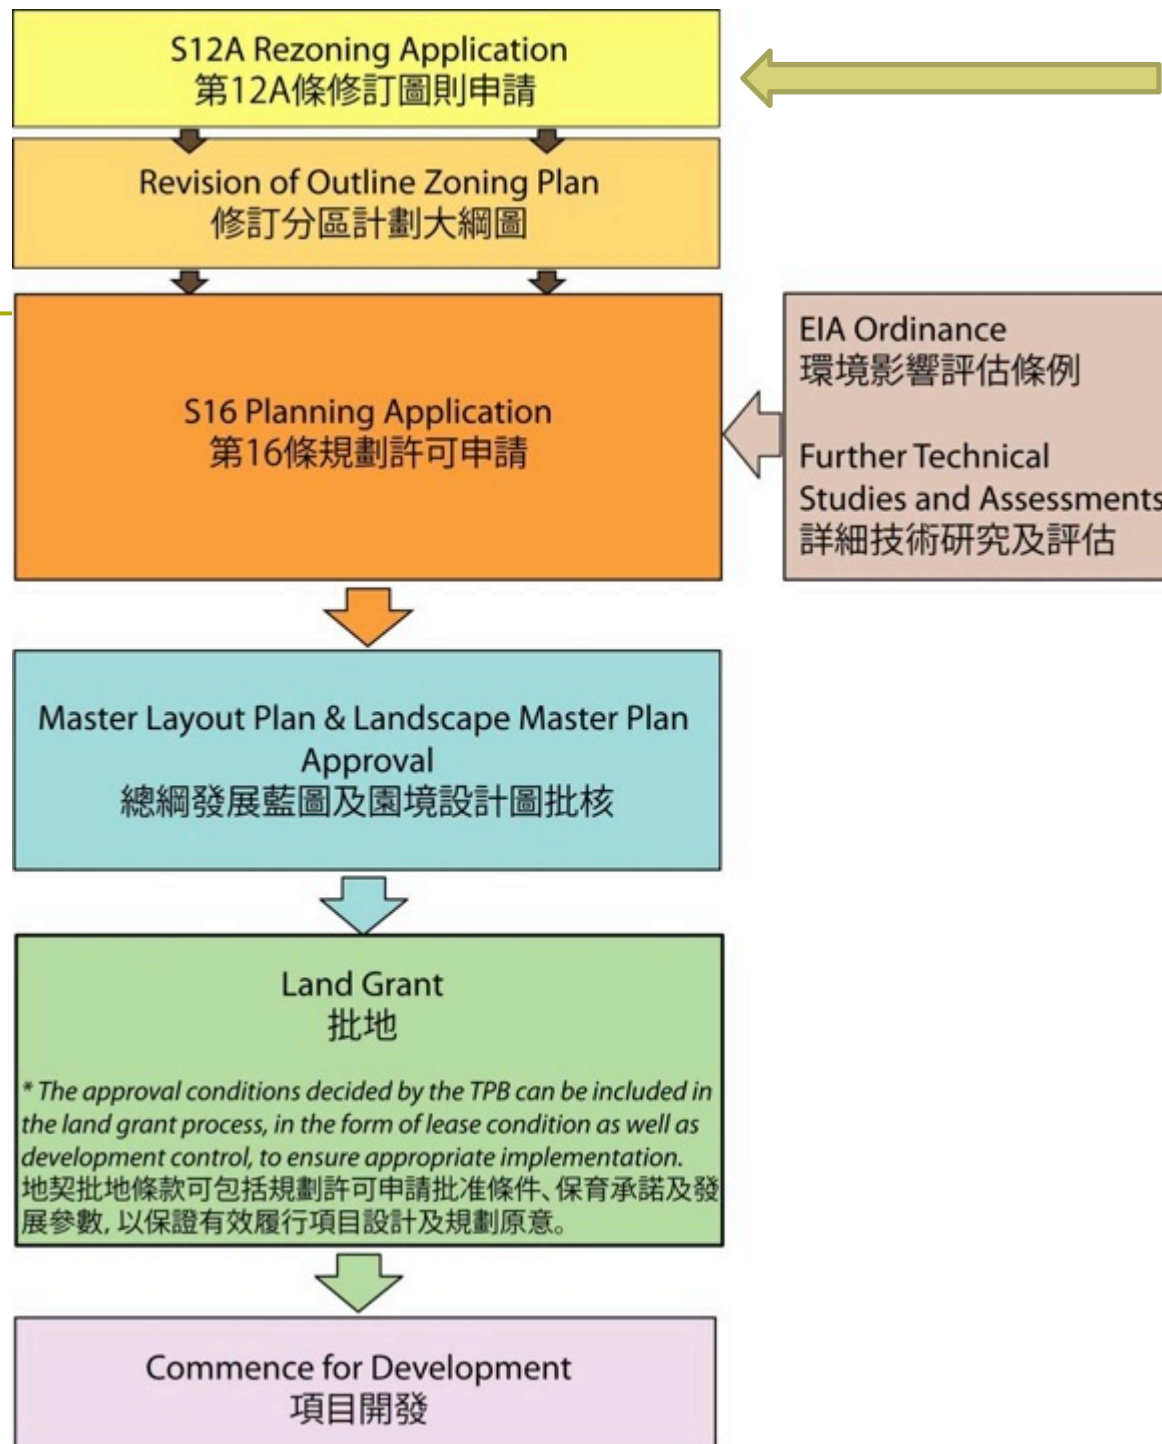 S12A Rezoning Application
第12A條修訂圖則申請
Revision of Outline Zoning Plan
修訂分區計劃大綱圖
S16 Planning Application
第16條規劃許可申請
EIA Ordinance
環境影響評估條例
Further Technical
Studies and Assessments
詳細技術研究及評估
Master Layout Plan & Landscape Master Plan
Approval
總綱發展藍圖及園境設計圖批核
Land Grant
批地
* The approval conditions decided by the TPB can be included in
the land grant process, in the form of lease condition as well as
development control, to ensure appropriate implementation.
地契批地條款可包括規劃許可申請批准條件、保育承諾及發
展參數, 以保證有效履行項目設計及規劃原意。
Commence for Development
項目開發